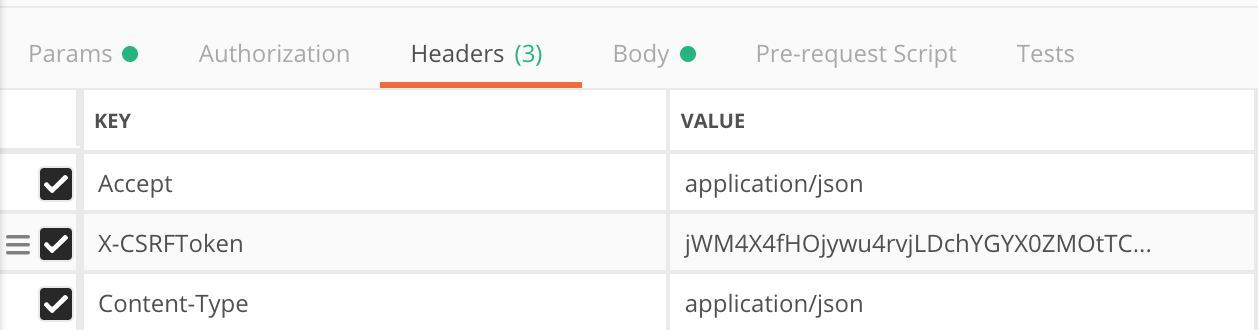 Params Authorization Headers (3) Body Pre-request Script Tests
KEY VALUE
Accept application/json
X-CSRFToken jWM4X4fHOjywu4rvjLDchYGYX0ZMOtTC...
Content-Type application/json